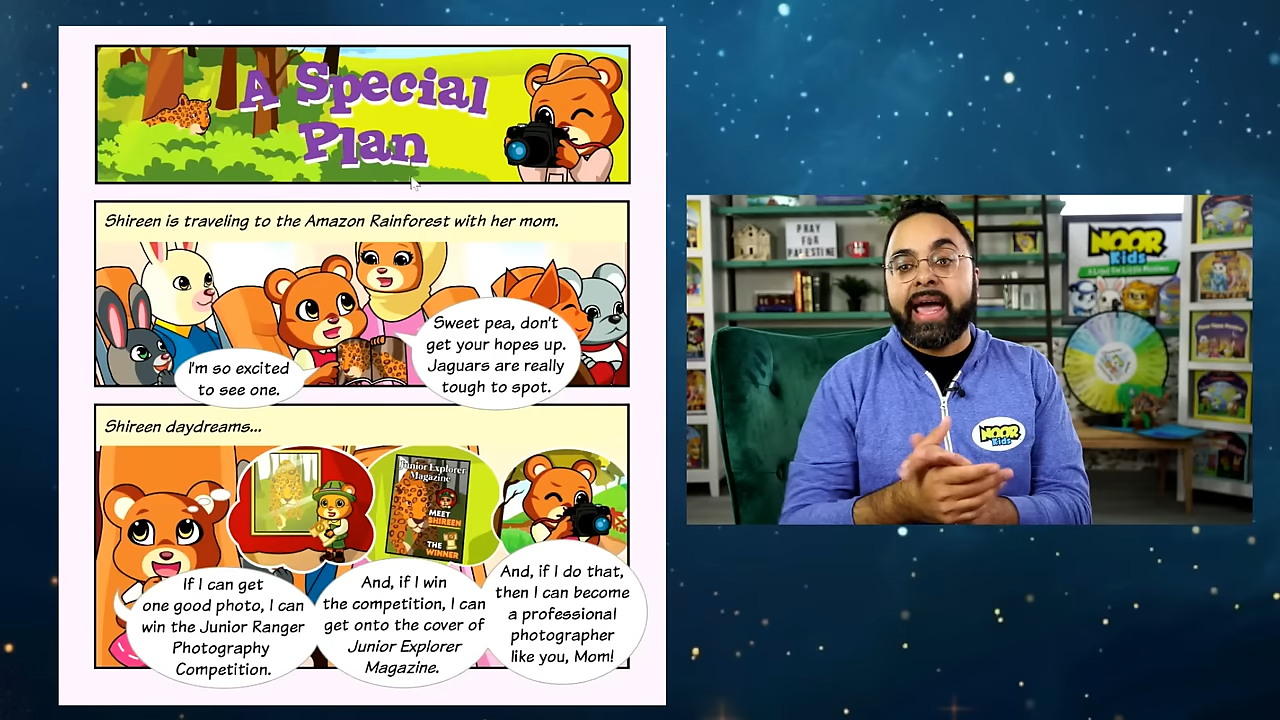 A Special
Plan
Shireen is traveling to the Amazon Rainforest with her mom.
I'm so excited
to see one.
Sweet pea, don't
get your hopes up.
Jaguars are really
tough to spot.
Shireen daydreams...
Junior Explorer
Magazine
MEET
SHIREEN
THE
WINNER
If I can get
one good photo, I can
win the Junior Ranger
Photography
Competition.
And, if I win
the competition, I can
get onto the cover of
Junior Explorer
Magazine.
And, if I do that,
then I can become
a professional
photographer
like you, Mom!
PRAY
FOR
PALESTINE
NOOR
Kids
NOOR
Kids